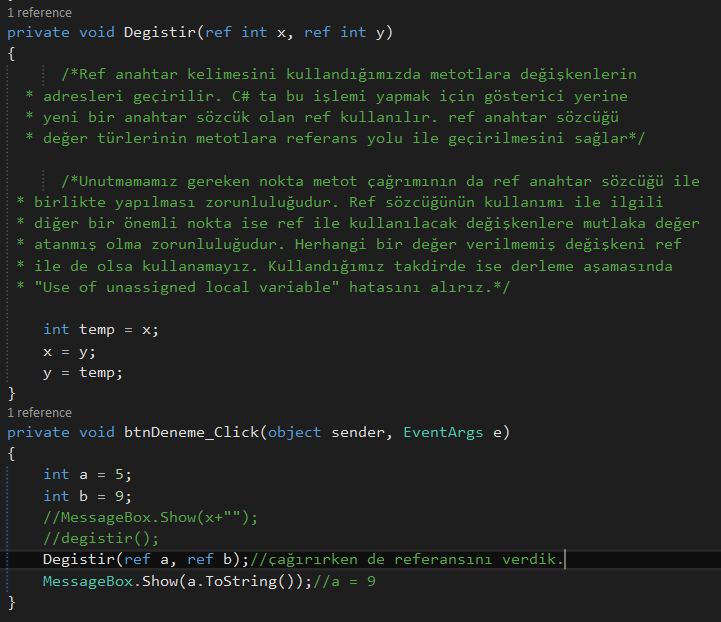 1 reference
private void Degistir(ref int x, ref int y)
{
/*Ref anahtar kelimesini kullandığımızda metotlara değişkenlerin
* adresleri geçirilir. C# ta bu işlemi yapmak için gösterici yerine
* yeni bir anahtar sözcük olan ref kullanılır. ref anahtar sözcüğü
* değer türlerinin metotlara referans yolu ile geçirilmesini sağlar*/
/*Unutmamamız gereken nokta metot çağrımının da ref anahtar sözcüğü ile
* birlikte yapılması zorunluluğudur. Ref sözcüğünün kullanımı ile ilgili
* diğer bir önemli nokta ise ref ile kullanılacak değişkenlere mutlaka değer
* atanmış olma zorunluluğudur. Herhangi bir değer verilmemiş değişkeni ref
* ile de olsa kullanamayız. Kullandığımız takdirde ise derleme aşamasında
* "Use of unassigned local variable" hatasını alırız.*/
int temp = x;
x = y;
y = temp;
}
1 reference
private void btnDeneme_Click(object sender, EventArgs e)
{
int a = 5;
int b = 9;
//MessageBox.Show(x+"");
//degistir();
Degistir(ref a, ref b);//çağırırken de referansını verdik.
MessageBox.Show(a.ToString());//a = 9
}